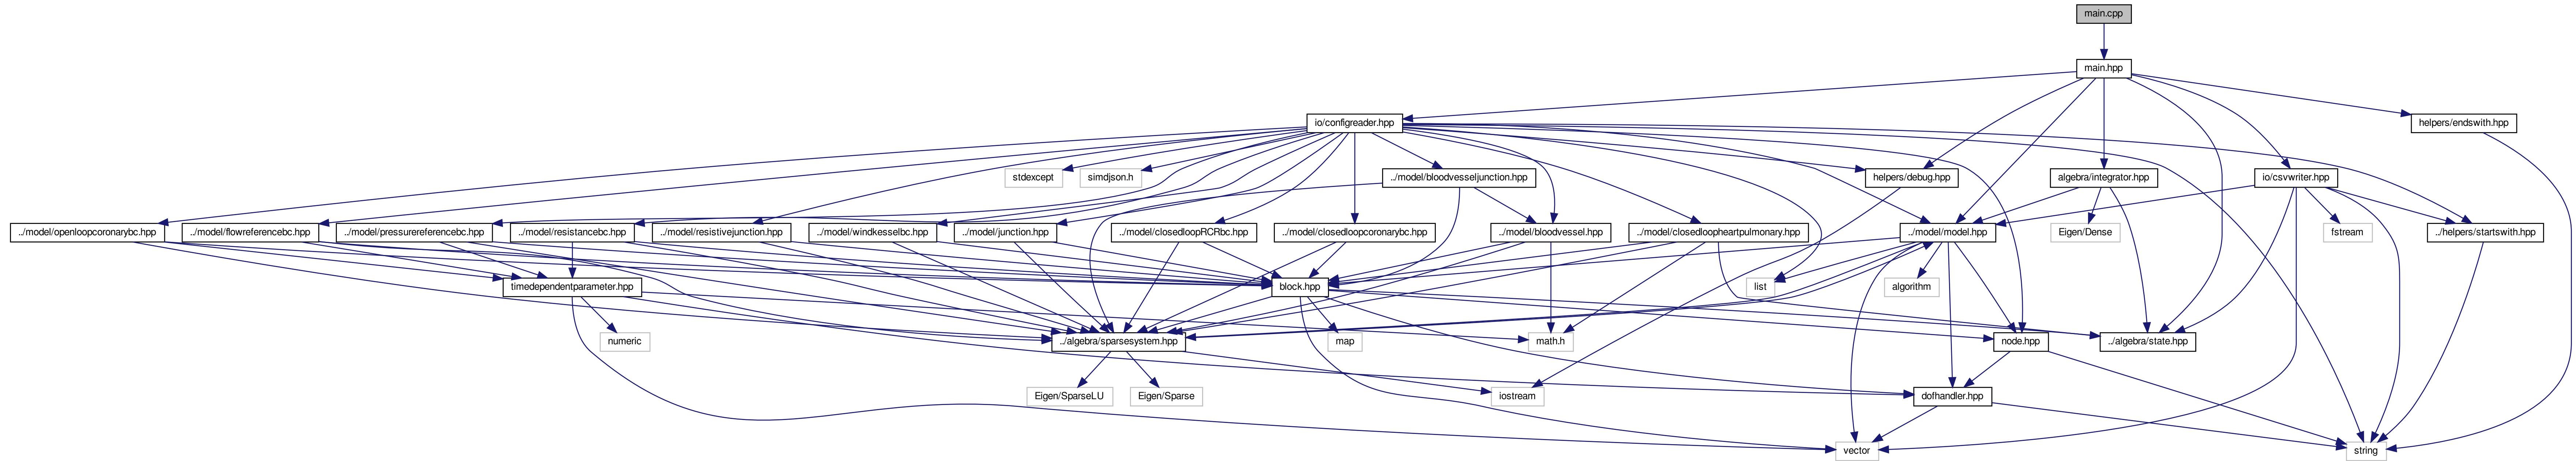 main.cpp
main.hpp
io/configreader.hpp
helpers/endswith.hpp
stdexcept
simdjson.h
../model/bloodvesseljunction.hpp
helpers/debug.hpp
algebra/integrator.hpp
io/csvwriter.hpp
../model/openloopcoronarybc.hpp
../model/flowreferencebc.hpp
../model/pressurereferencebc.hpp
../model/resistancebc.hpp
../model/resistivejunction.hpp
../model/windkesselbc.hpp
../model/junction.hpp
../model/closedloopRCRbc.hpp
../model/closedloopcoronarybc.hpp
../model/bloodvessel.hpp
../model/closedloopheartpulmonary.hpp
../model/model.hpp
Eigen/Dense
fstream
../helpers/startswith.hpp
timedependentparameter.hpp
block.hpp
list
algorithm
numeric
../algebra/sparsesystem.hpp
map
math.h
node.hpp
../algebra/state.hpp
Eigen/SparseLU
Eigen/Sparse
iostream
dofhandler.hpp
vector
string